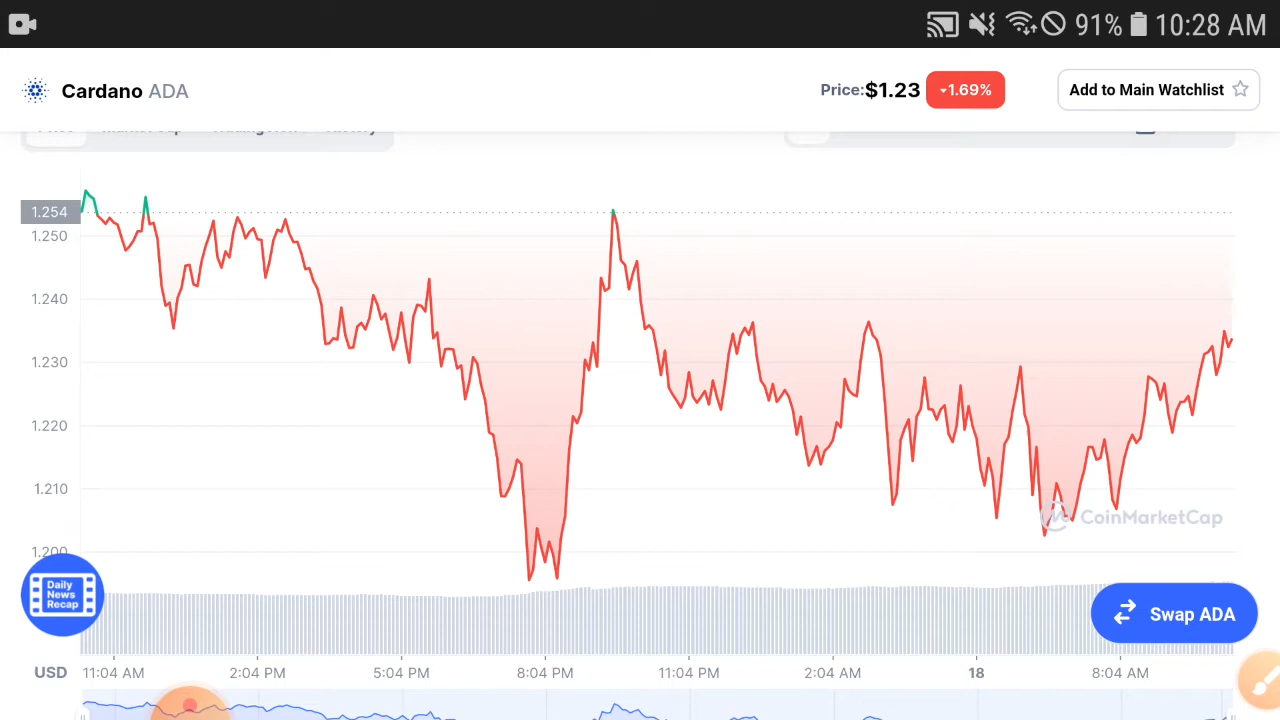 91% 10:28 AM
Cardano ADA
Price: $1.23 1.69%
Add to Main Watchlist
1.254
1.250
1.240
1.230
1.220
1.210
1.200
CoinMarketCap
Daily
News
Recap
Swap ADA
USD 11:04 AM 2:04 PM 5:04 PM 8:04 PM 11:04 PM 2:04 AM 18 8:04 AM